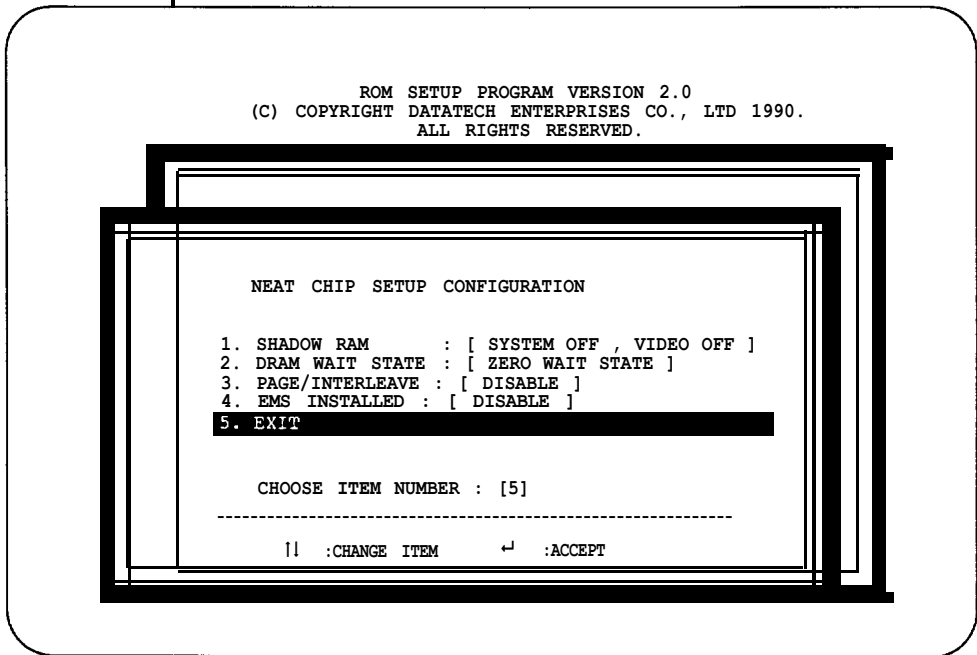 ROM SETUP PROGRAM VERSION 2.0
(C) COPYRIGHT DATATECH ENTERPRISES CO., LTD 1990.
ALL RIGHTS RESERVED.
NEAT CHIP SETUP CONFIGURATION
1. SHADOW RAM : [ SYSTEM OFF , VIDEO OFF ]
2. DRAM WAIT STATE : [ ZERO WAIT STATE ]
3. PAGE/INTERLEAVE : [ DISABLE ]
4. EMS INSTALLED : [ DISABLE ]
5. EXIT
CHOOSE ITEM NUMBER : [5]
--------------------------------------------------------------
↑↓ :CHANGE ITEM ↵ :ACCEPT